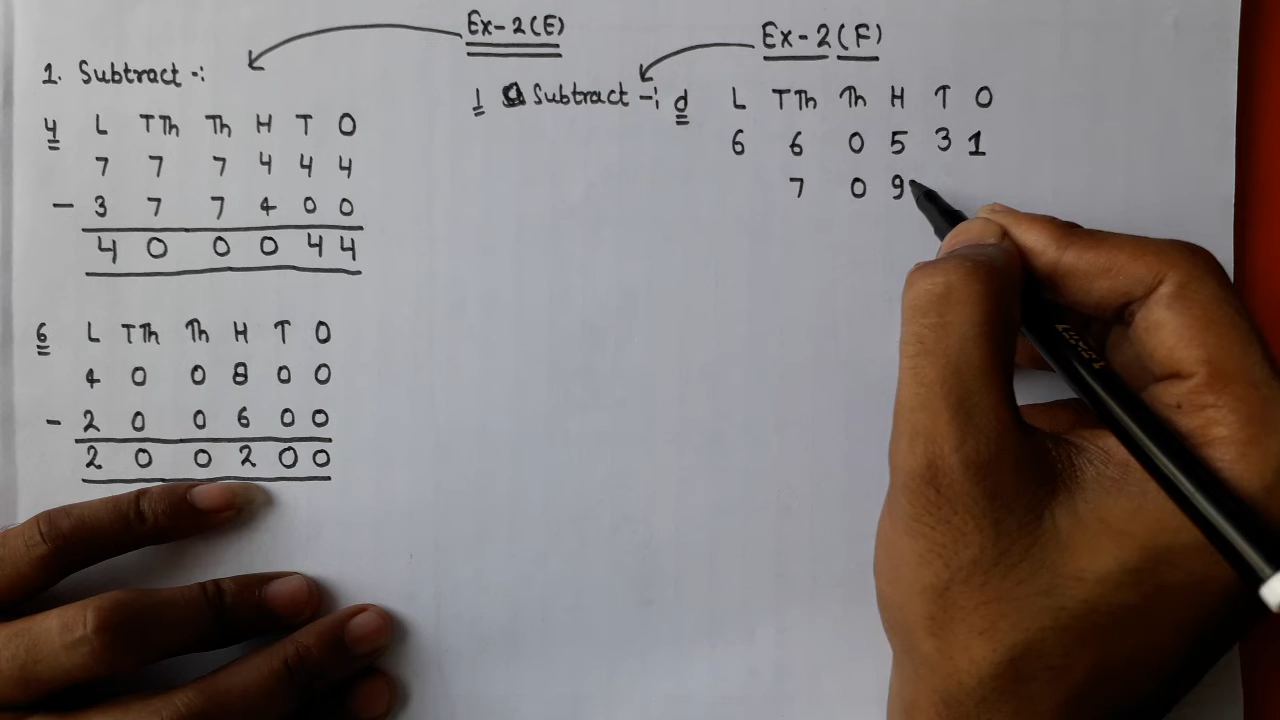 Ex-2(E)
1. Subtract -:
4 L TTh Th H T O
7 7 7 4 4 4
- 3 7 7 4 0 0
4 0 0 0 4 4
6 L TTh Th H T O
4 0 0 8 0 0
- 2 0 0 6 0 0
2 0 0 2 0 0
Ex-2(F)
1 Subtract -: d L TTh Th H T O
6 6 0 5 3 1
7 0 9